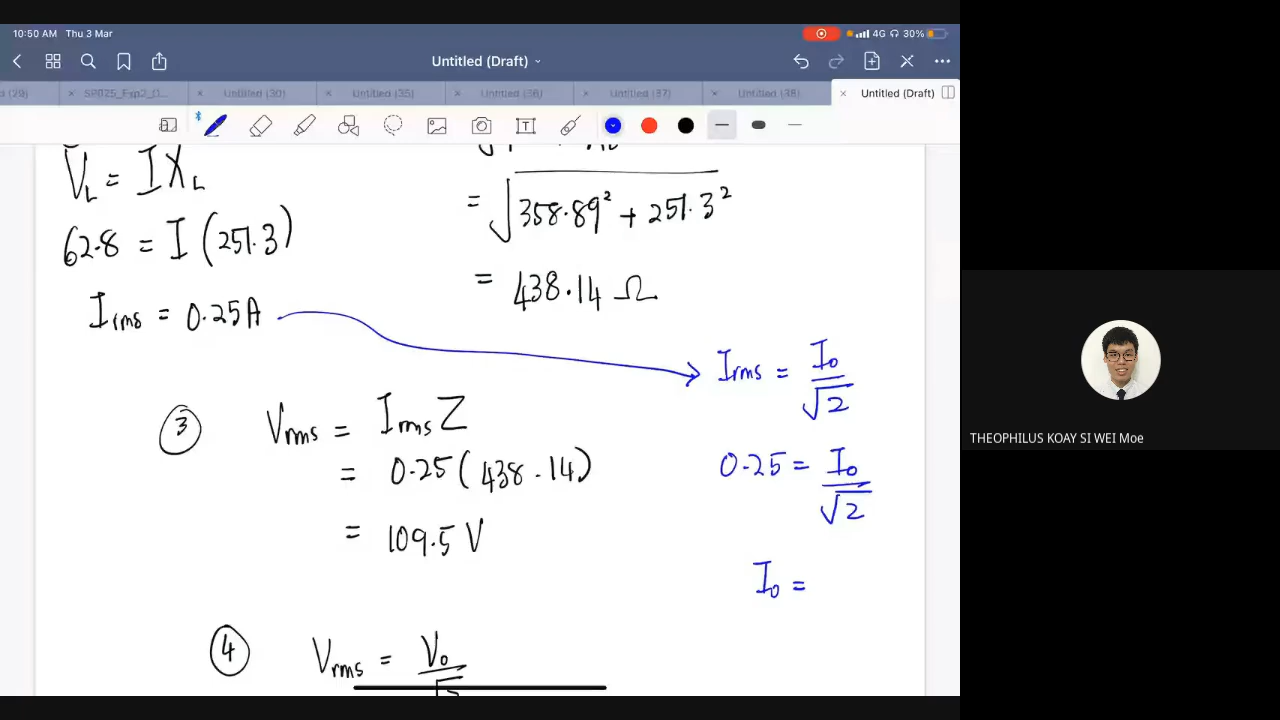 10:50 AM Thu 3 Mar
4G 30%
Untitled (Draft)
d (29)
SP025_Exp2_(1...
Untitled (30)
Untitled (35)
Untitled (36)
Untitled (37)
Untitled (38)
Untitled (Draft)
V_L = IX_L
62.8 = I (251.3)
I_rms = 0.25A
= √358.89² + 251.3²
= 438.14 Ω
I_rms = I_0/√2
0.25 = I_0/√2
I_0 =
3
V_rms = I_rms Z
= 0.25 (438.14)
= 109.5 V
4
V_rms = V_0
THEOPHILUS KOAY SI WEI Moe